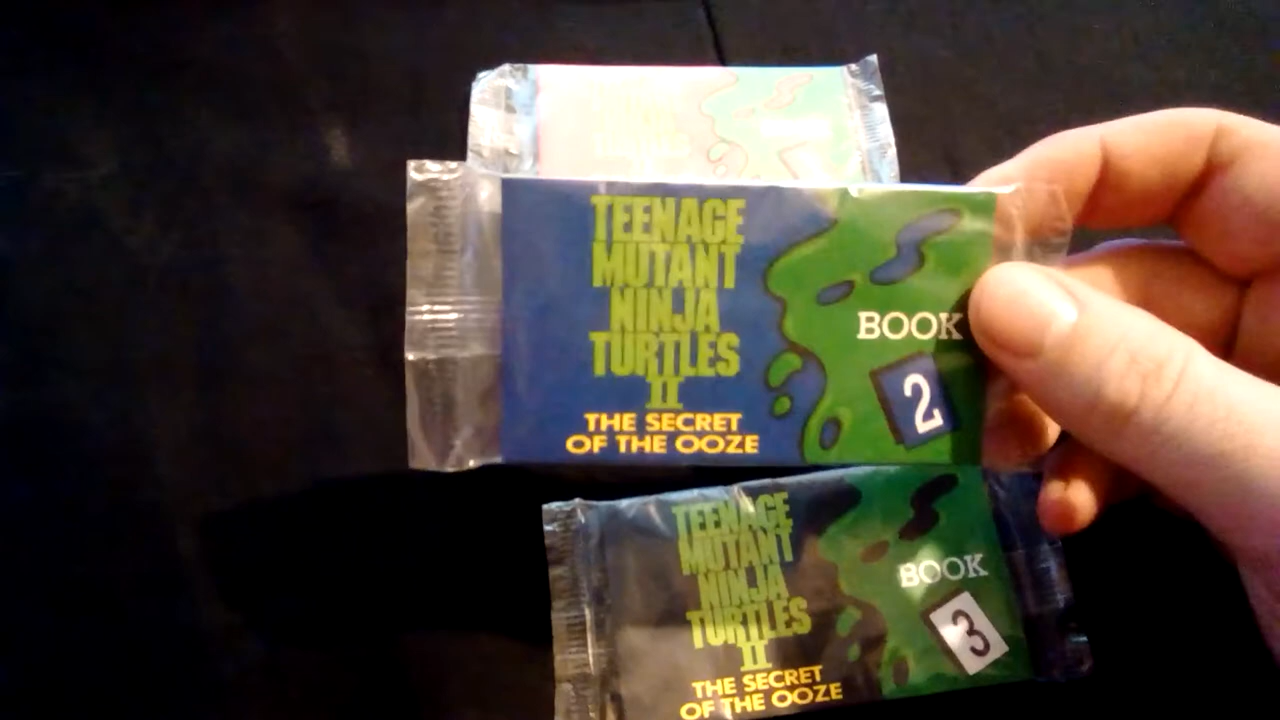 TEENAGE
MUTANT
NINJA
TURTLES
II
THE SECRET
OF THE OOZE
BOOK
2
TEENAGE
MUTANT
NINJA
TURTLES
II
THE SECRET
OF THE OOZE
BOOK
3